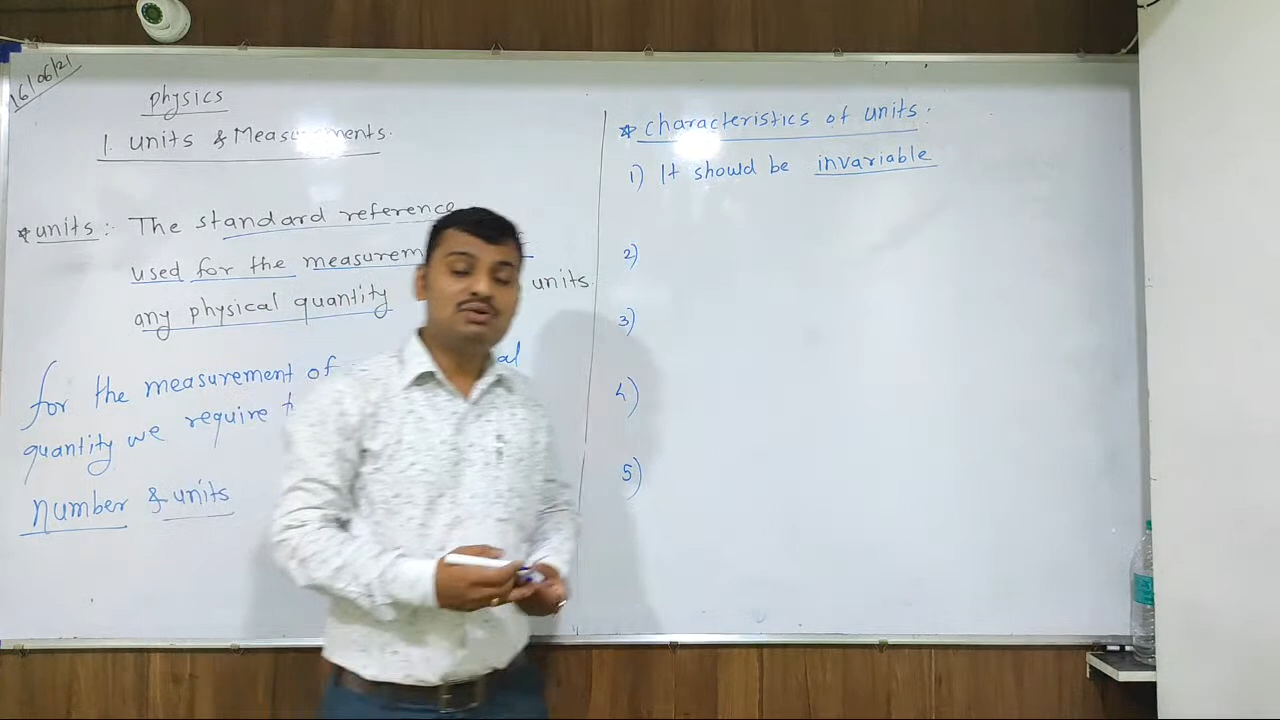 16/06/21
Physics
1. Units & Measurements.
*units:- The standard reference
used for the measurem
any physical quantity units.
for the measurement of al
quantity we require t
number & units
* characteristics of units:
1) It should be invariable
2)
3)
4)
5)